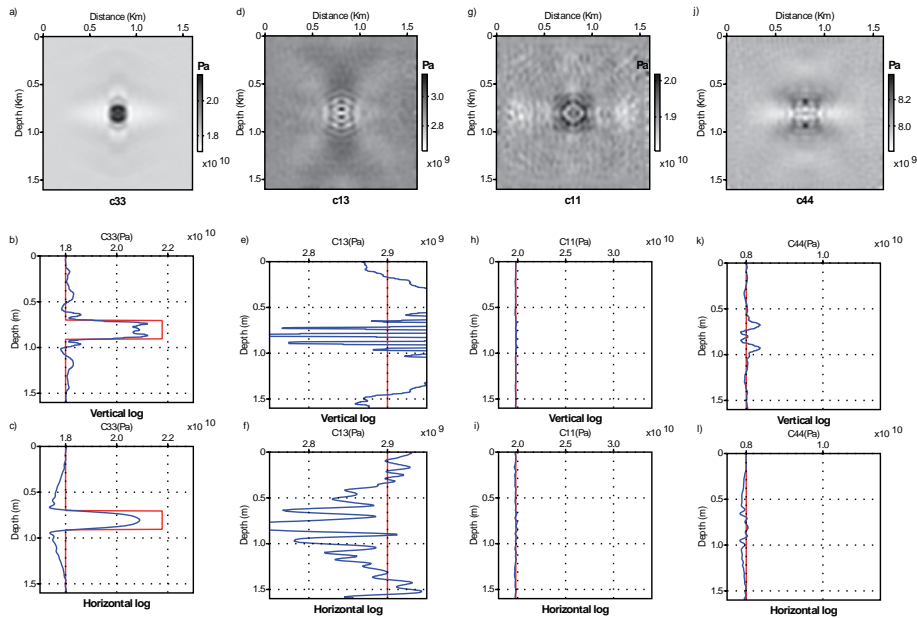 a)
Distance (Km)
0 0.5 1.0 1.5
0
0.5
1.0
1.5
Depth (Km)
Pa
2.0
1.9
1.8
1.7
x10 10
c33
d)
Distance (Km)
0 0.5 1.0 1.5
0
0.5
1.0
1.5
Depth (Km)
Pa
3.0
2.8
x10 9
c13
g)
Distance (Km)
0 0.5 1.0 1.5
0
0.5
1.0
1.5
Depth (Km)
Pa
2.0
1.9
x10 10
c11
j)
Distance (Km)
0 0.5 1.0 1.5
0
0.5
1.0
1.5
Depth (Km)
Pa
8.2
8.0
x10 9
c44
b)
C33(Pa)
x10 10
1.8 2.0 2.2
0
0.5
1.0
1.5
Depth (m)
Vertical log
e)
C13(Pa)
x10 9
2.8 2.9
0
0.5
1.0
1.5
Depth (m)
Vertical log
h)
C11(Pa)
x10 10
2.0 2.5 3.0
0
0.5
1.0
1.5
Depth (m)
Vertical log
k)
C44(Pa)
x10 10
0.8 1.0
0
0.5
1.0
1.5
Depth (m)
Vertical log
c)
C33(Pa)
x10 10
1.8 2.0 2.2
0
0.5
1.0
1.5
Depth (m)
Horizontal log
f)
C13(Pa)
x10 9
2.8 2.9
0
0.5
1.0
1.5
Depth (m)
Horizontal log
i)
C11(Pa)
x10 10
2.0 2.5 3.0
0
0.5
1.0
1.5
Depth (m)
Horizontal log
l)
C44(Pa)
x10 10
0.8 1.0
0
0.5
1.0
1.5
Depth (m)
Horizontal log